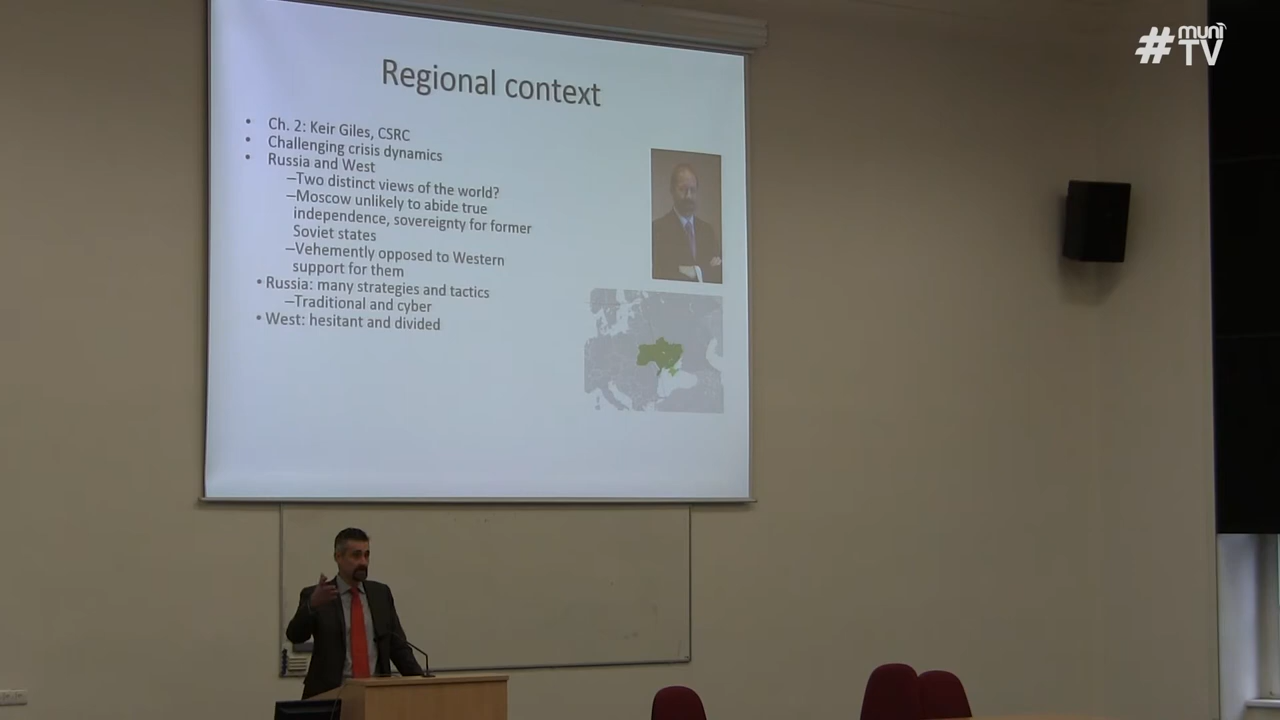 #muni
TV
Regional context
• Ch. 2: Keir Giles, CSRC
• Challenging crisis dynamics
• Russia and West
–Two distinct views of the world?
–Moscow unlikely to abide true
independence, sovereignty for former
Soviet states
–Vehemently opposed to Western
support for them
• Russia: many strategies and tactics
–Traditional and cyber
• West: hesitant and divided